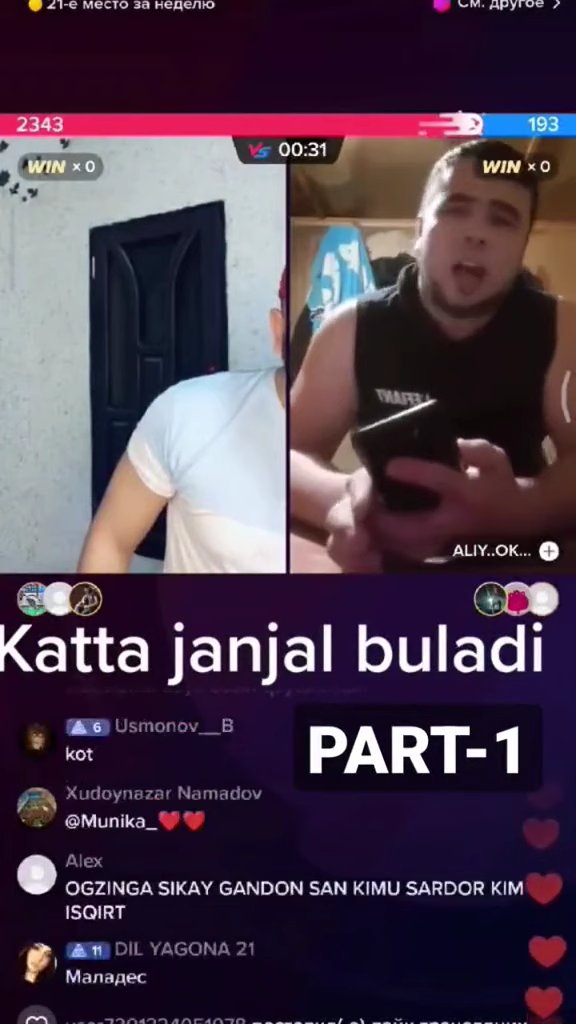 21-е место за неделю
См. другое >
2343
193
WIN × 0
VS 00:31
WIN × 0
ALIY..OK...
Katta janjal buladi
PART-1
6 Usmonov__B
kot
Xudoynazar Namadov
@Munika_❤️❤️
Alex
OGZINGA SIKAY GANDON SAN KIMU SARDOR KIM
ISQIRT
11 DIL YAGONA 21
Маладес